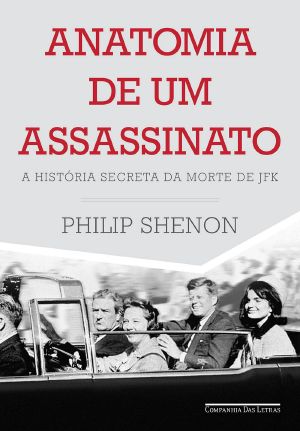 ANATOMIA
DE UM
ASSASSINATO
A HISTÓRIA SECRETA DA MORTE DE JFK
PHILIP SHENON
COMPANHIA DAS LETRAS